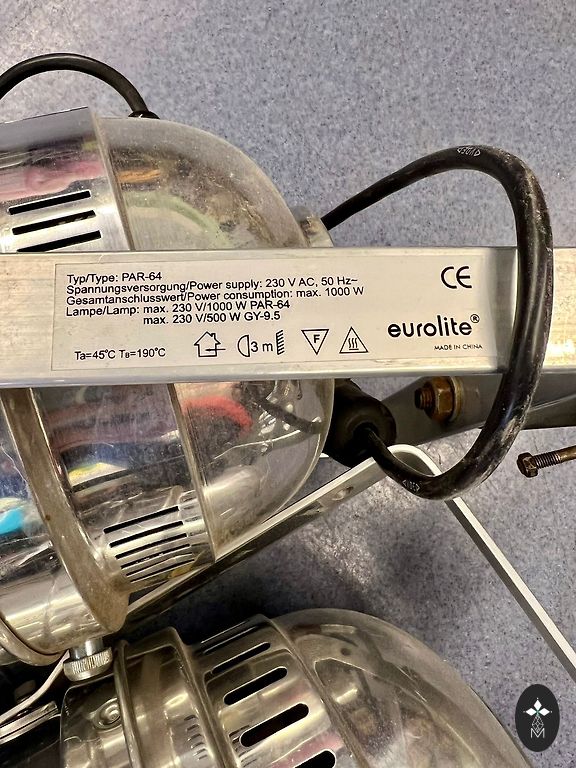 Typ/Type: PAR-64
Spannungsversorgung/Power supply: 230 V AC, 50 Hz~
Gesamtanschlusswert/Power consumption: max. 1000 W
Lampe/Lamp: max. 230 V/1000 W PAR-64
max. 230 V/500 W GY-9.5
CE
eurolite®
MADE IN CHINA
Ta=45°C TB=190°C
3 m
F
M